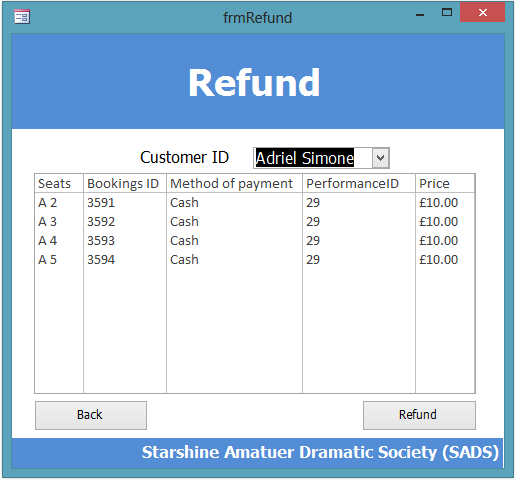 frmRefund
Refund
Customer ID Adriel Simone
Seats Bookings ID Method of payment PerformanceID Price
A 2 3591 Cash 29 £10.00
A 3 3592 Cash 29 £10.00
A 4 3593 Cash 29 £10.00
A 5 3594 Cash 29 £10.00
Back Refund
Starshine Amatuer Dramatic Society (SADS)